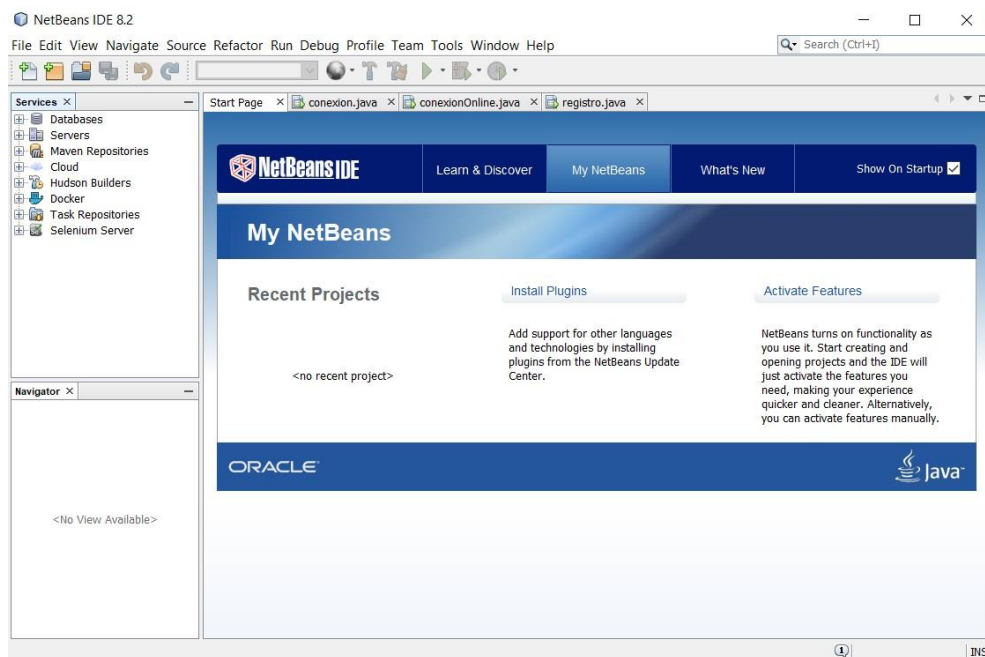 NetBeans IDE 8.2
File Edit View Navigate Source Refactor Run Debug Profile Team Tools Window Help
Search (Ctrl+I)
Services
Databases
Servers
Maven Repositories
Cloud
Hudson Builders
Docker
Task Repositories
Selenium Server
Navigator
<No View Available>
Start Page conexion.java conexionOnline.java registro.java
NetBeans IDE Learn & Discover My NetBeans What's New Show On Startup
My NetBeans
Recent Projects
<no recent project>
Install Plugins
Add support for other languages
and technologies by installing
plugins from the NetBeans Update
Center.
Activate Features
NetBeans turns on functionality as
you use it. Start creating and
opening projects and the IDE will
just activate the features you
need, making your experience
quicker and cleaner. Alternatively,
you can activate features manually.
ORACLE
Java
1
INS